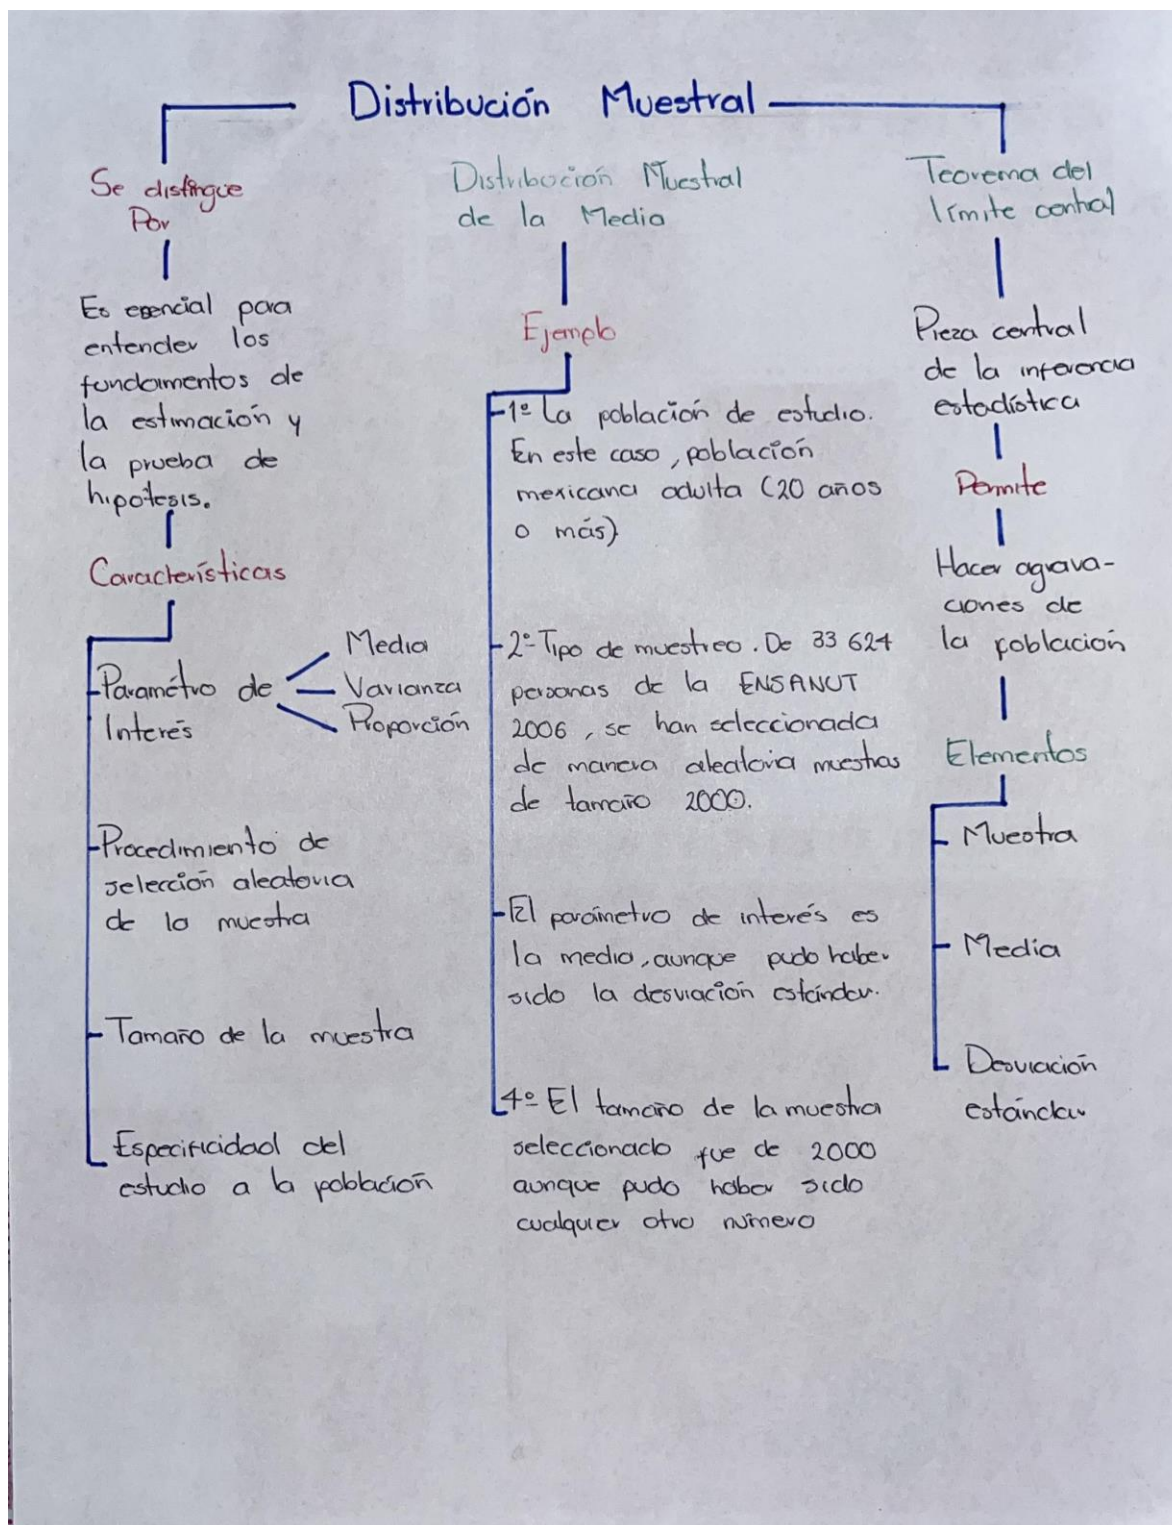 Distribución Muestral
Se distingue
Por
Es esencial para
entender los
fundamentos de
la estimación y
la prueba de
hipótesis.
Características
Paramétro de
Interés
Media
Varianza
Proporción
Procedimiento de
selección aleatoria
de la muestra
Tamaño de la muestra
Especificidad del
estudio a la población
Distribución Muestral
de la Media
Ejemplo
1º La población de estudio.
En este caso, población
mexicana adulta (20 años
o más)
2º Tipo de muestreo. De 33 624
personas de la ENSANUT
2006, se han seleccionada
de manera aleatoria muestras
de tamaño 2000.
El parámetro de interés es
la media, aunque pudo haber
sido la desviación estándar.
4º El tamaño de la muestra
seleccionado fue de 2000
aunque pudo haber sido
cualquier otro número
Teorema del
límite central
Pieza central
de la inferencia
estadística
Permite
Hacer agrava-
ciones de
la población
Elementos
Muestra
Media
Desviación
estándar